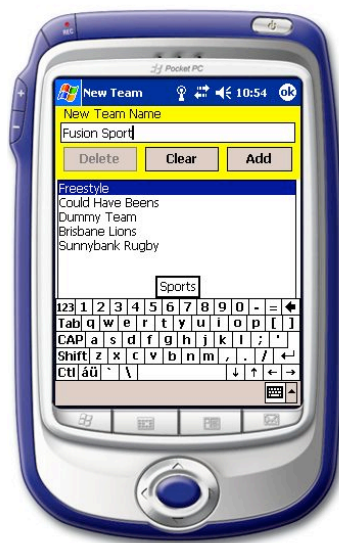 REC
Pocket PC
New Team 10:54 ok
New Team Name
Fusion Sport
Delete Clear Add
Freestyle
Could Have Beens
Dummy Team
Brisbane Lions
Sunnybank Rugby
Sports
123 1 2 3 4 5 6 7 8 9 0 - =
Tab q w e r t y u i o p [ ]
CAP a s d f g h j k l ; '
Shift z x c v b n m , . /
Ctl áü ` \